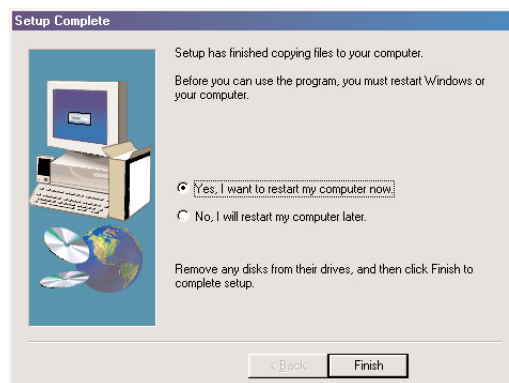 Setup Complete
Setup has finished copying files to your computer.
Before you can use the program, you must restart Windows or
your computer.
Yes, I want to restart my computer now.
No, I will restart my computer later.
Remove any disks from their drives, and then click Finish to
complete setup.
< Back
Finish